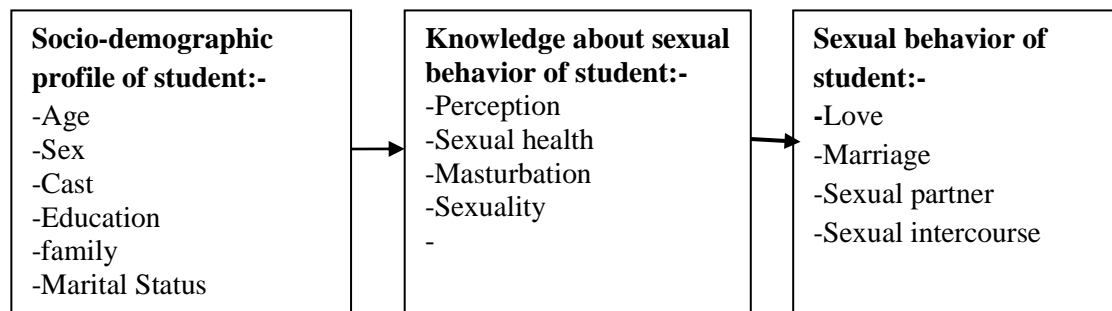 Socio-demographic
profile of student:-
-Age
-Sex
-Cast
-Education
-family
-Marital Status
Knowledge about sexual
behavior of student:-
-Perception
-Sexual health
-Masturbation
-Sexuality
-
Sexual behavior of
student:-
-Love
-Marriage
-Sexual partner
-Sexual intercourse